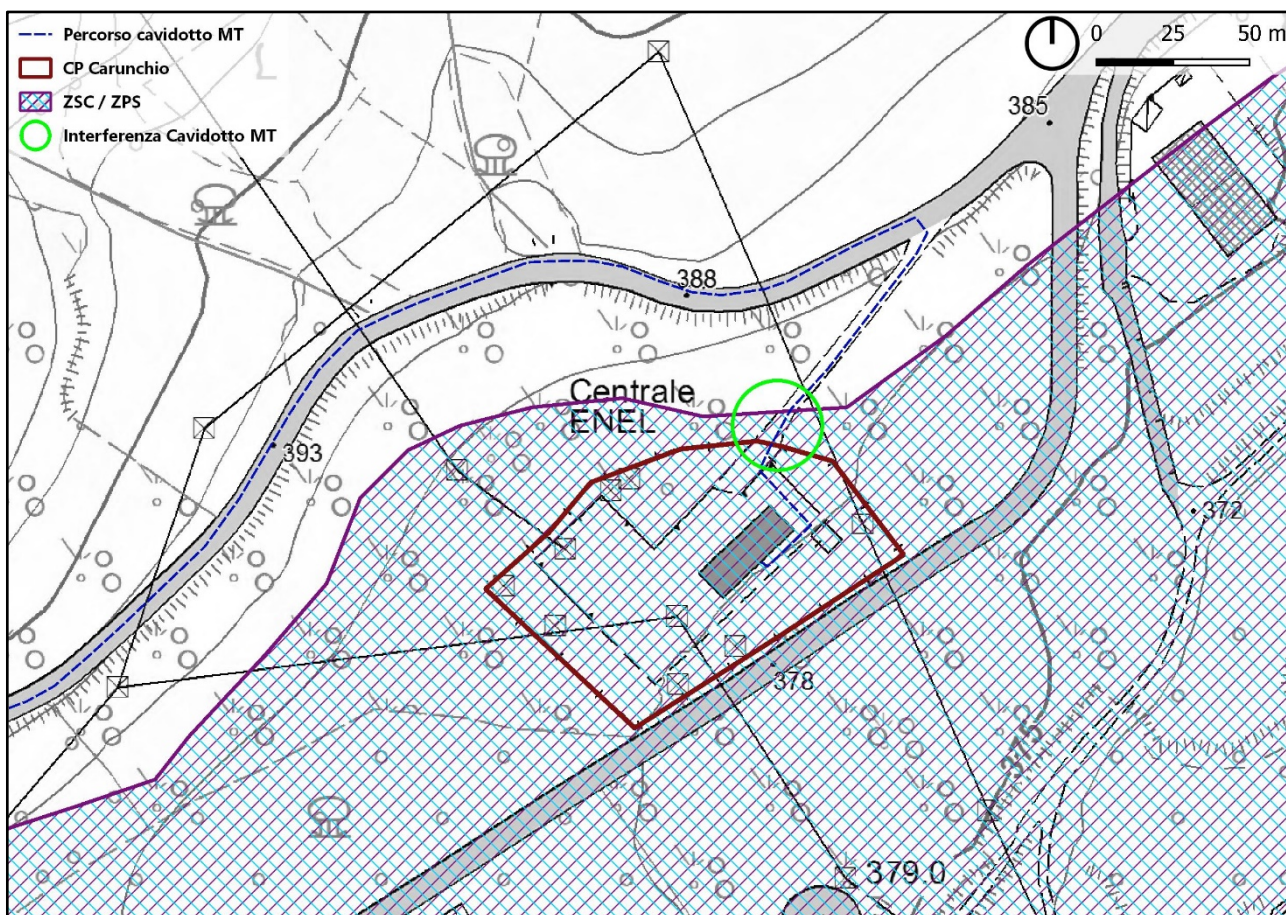 Percorso cavidotto MT
CP Carunchio
ZSC / ZPS
Interferenza Cavidotto MT
0 25 50 m
385
388
Centrale
ENEL
393
372
378
375
379.0